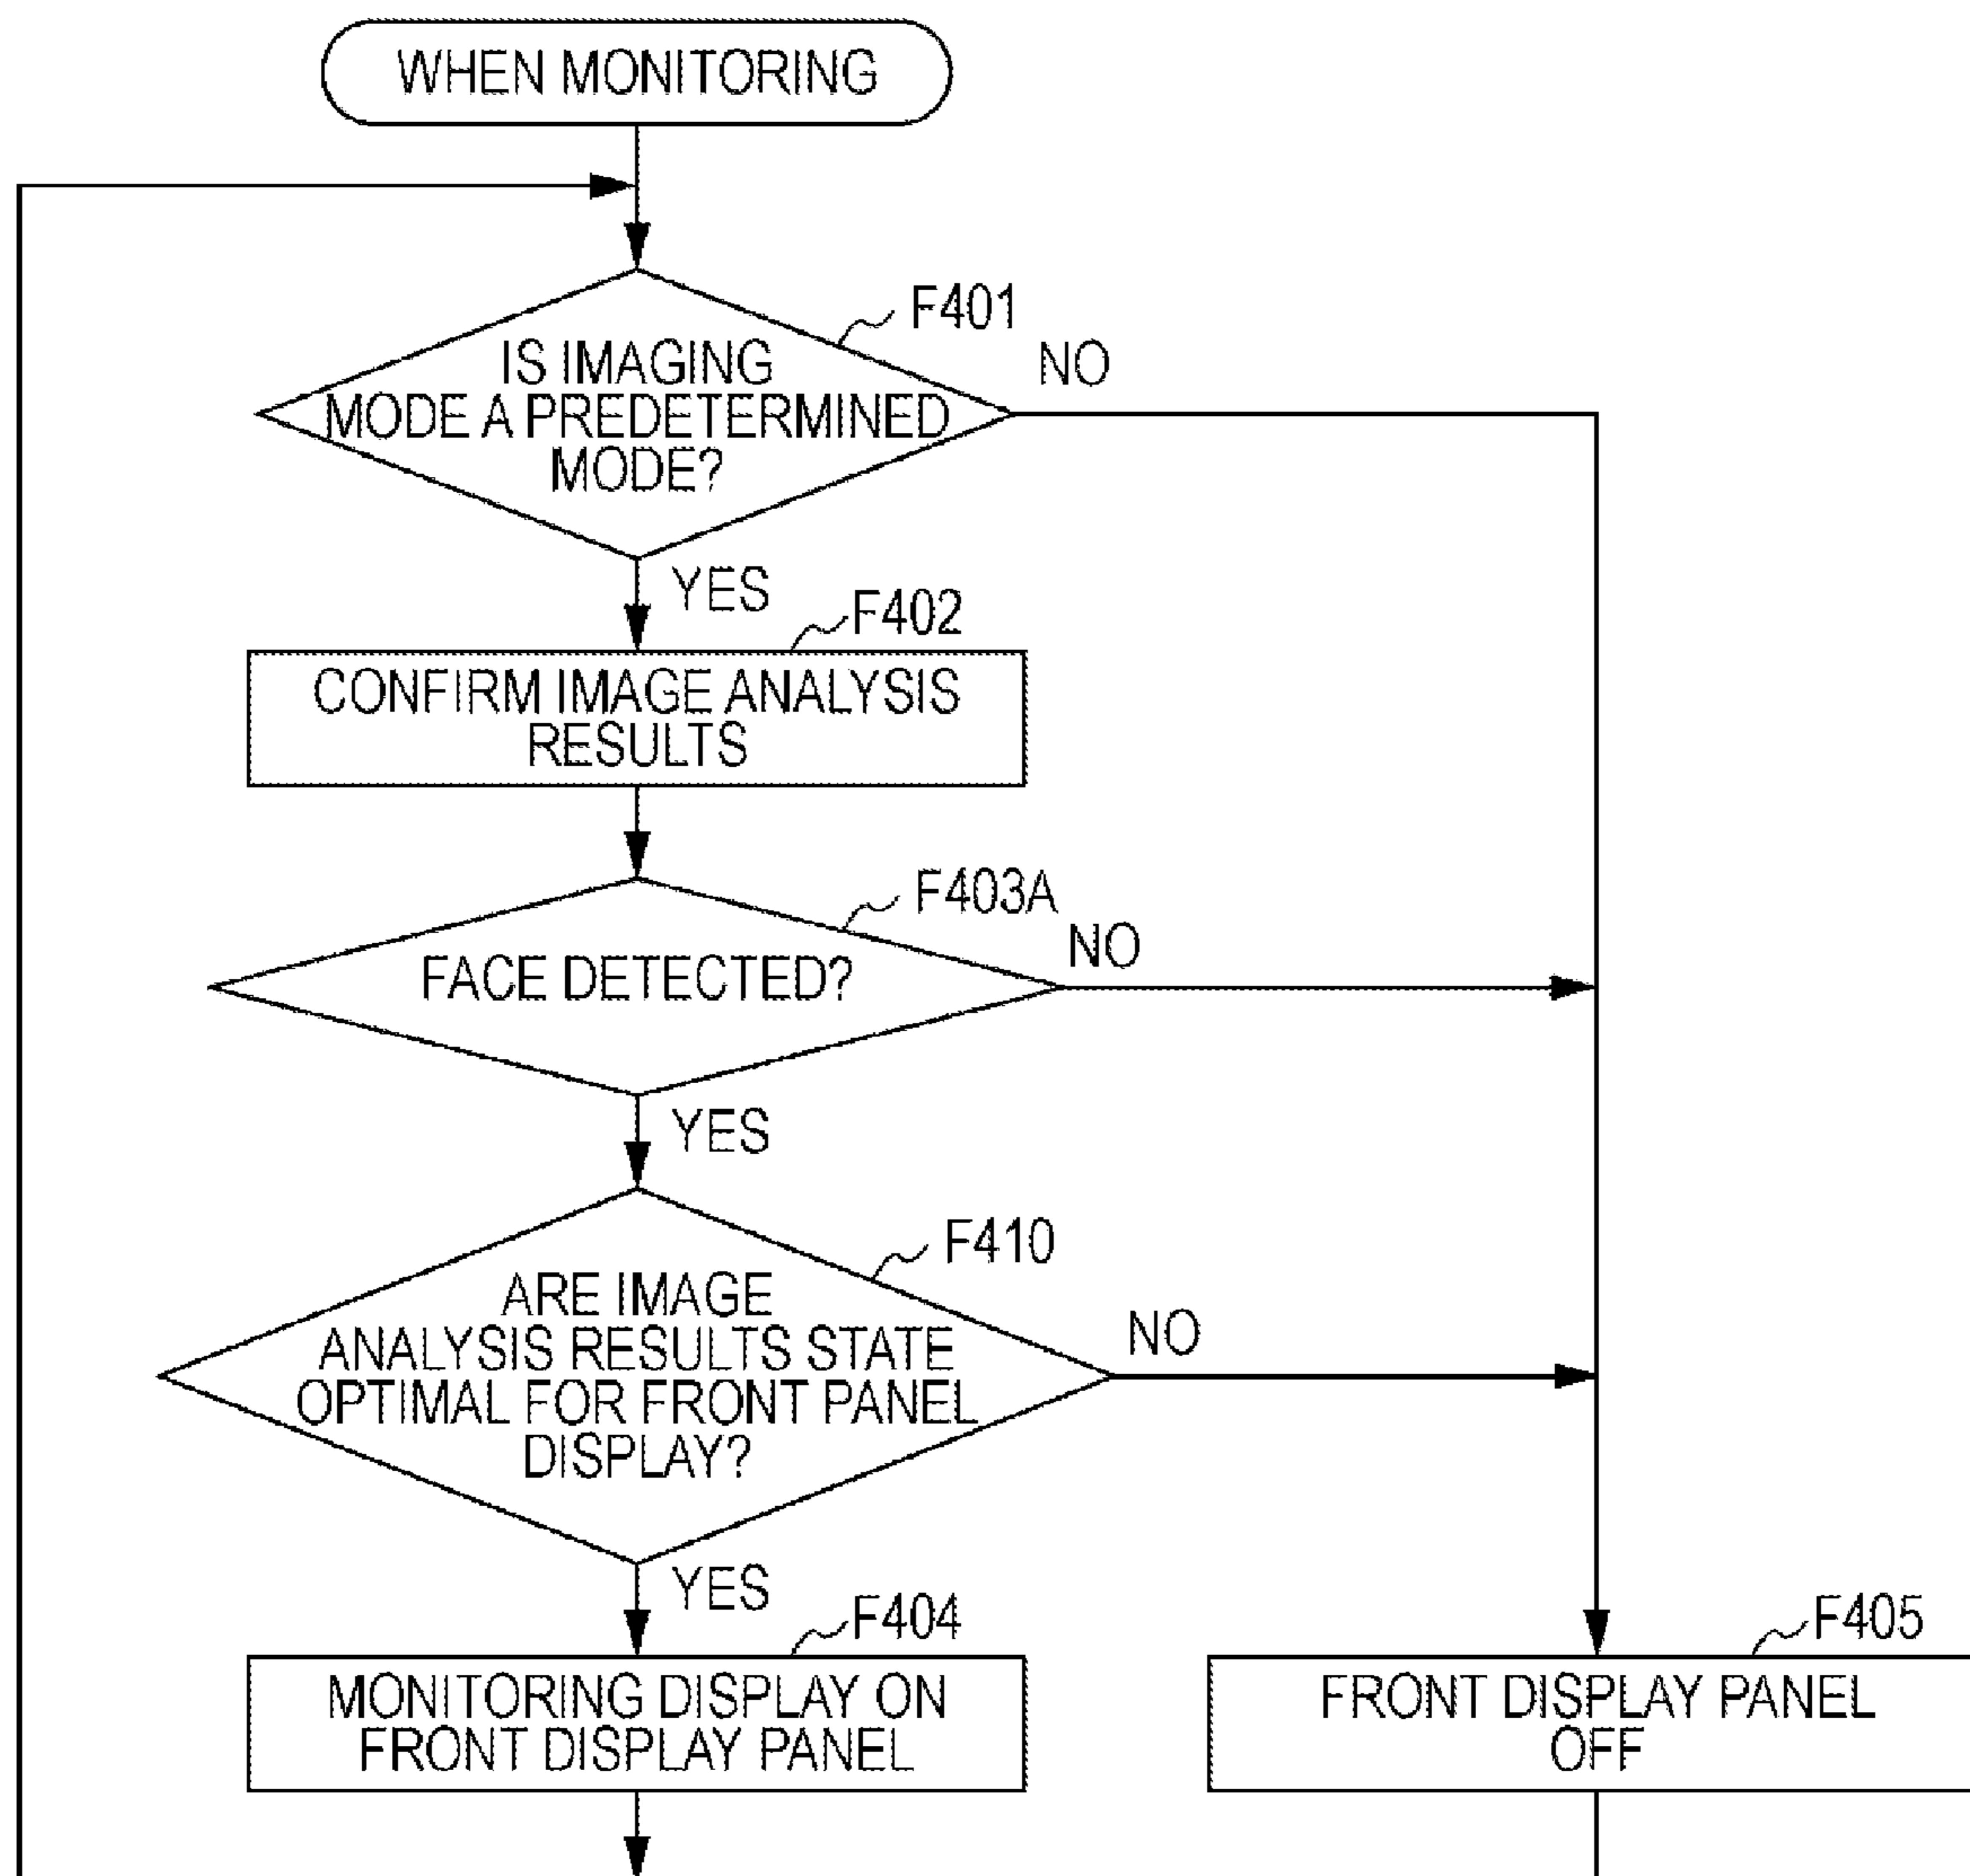 WHEN MONITORING
F401
IS IMAGING
MODE A PREDETERMINED
MODE?
NO
YES
F402
CONFIRM IMAGE ANALYSIS
RESULTS
F403A
FACE DETECTED?
NO
YES
F410
ARE IMAGE
ANALYSIS RESULTS STATE
OPTIMAL FOR FRONT PANEL
DISPLAY?
NO
YES
F404
MONITORING DISPLAY ON
FRONT DISPLAY PANEL
F405
FRONT DISPLAY PANEL
OFF